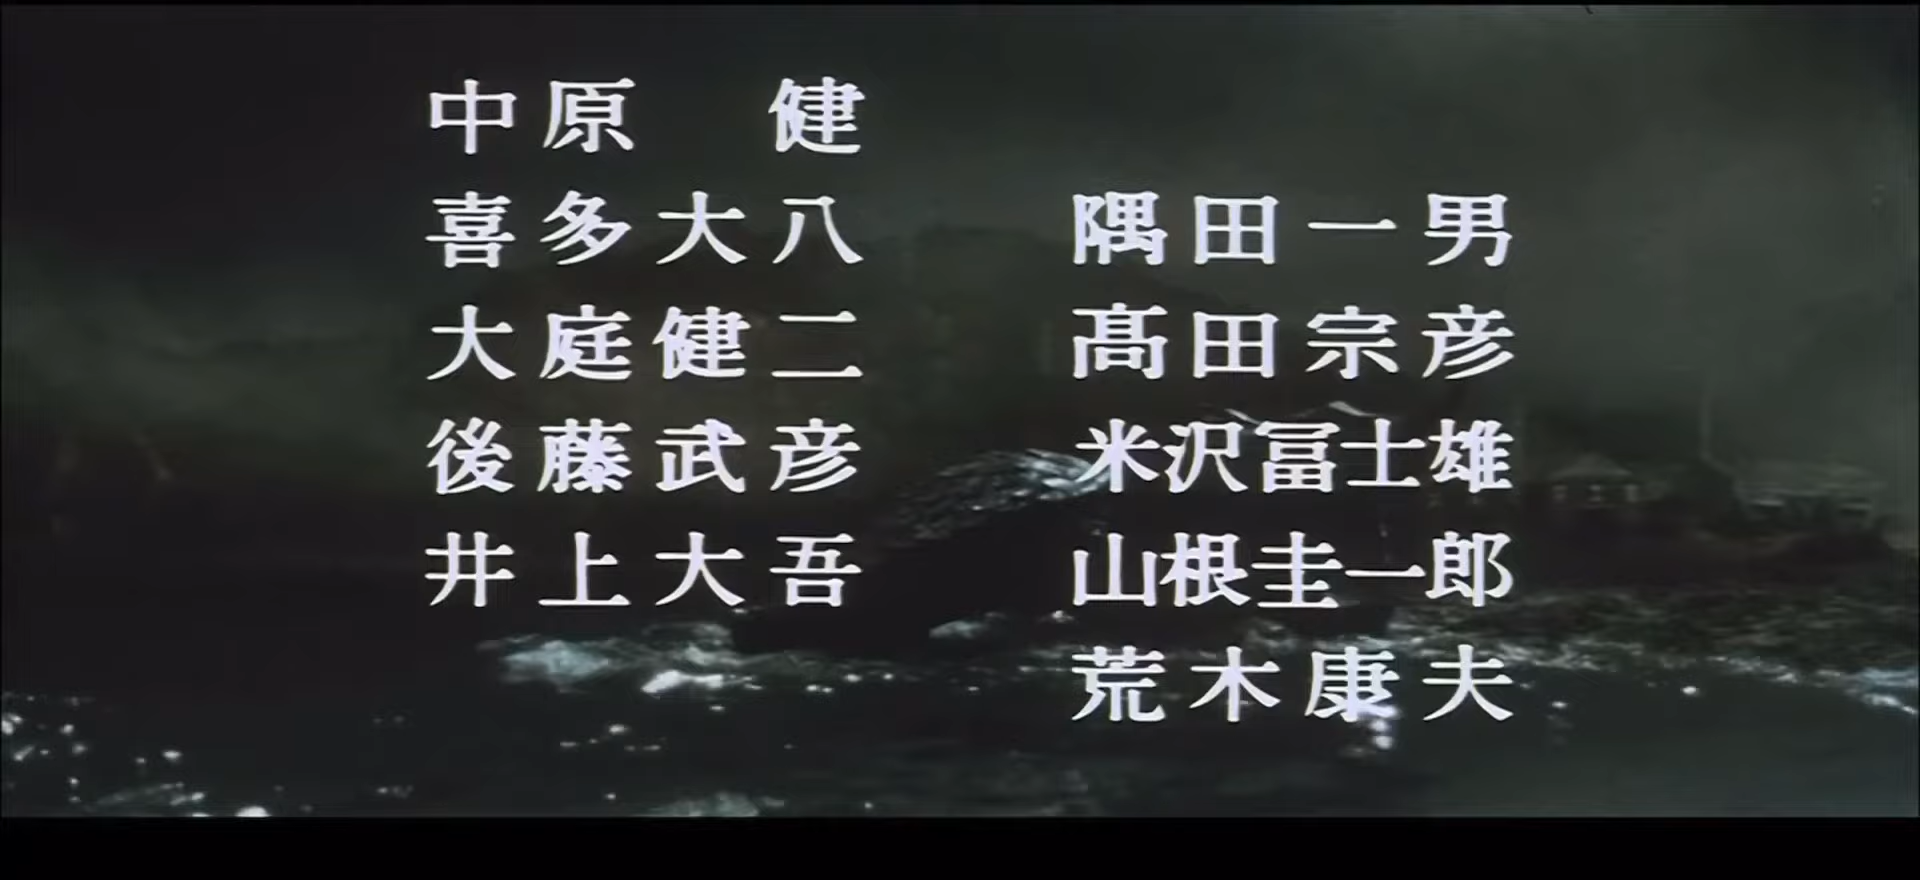 中原 健
喜多大八
大庭健二
後藤武彦
井上大吾
隅田一男
髙田宗彦
米沢冨士雄
山根圭一郎
荒木康夫